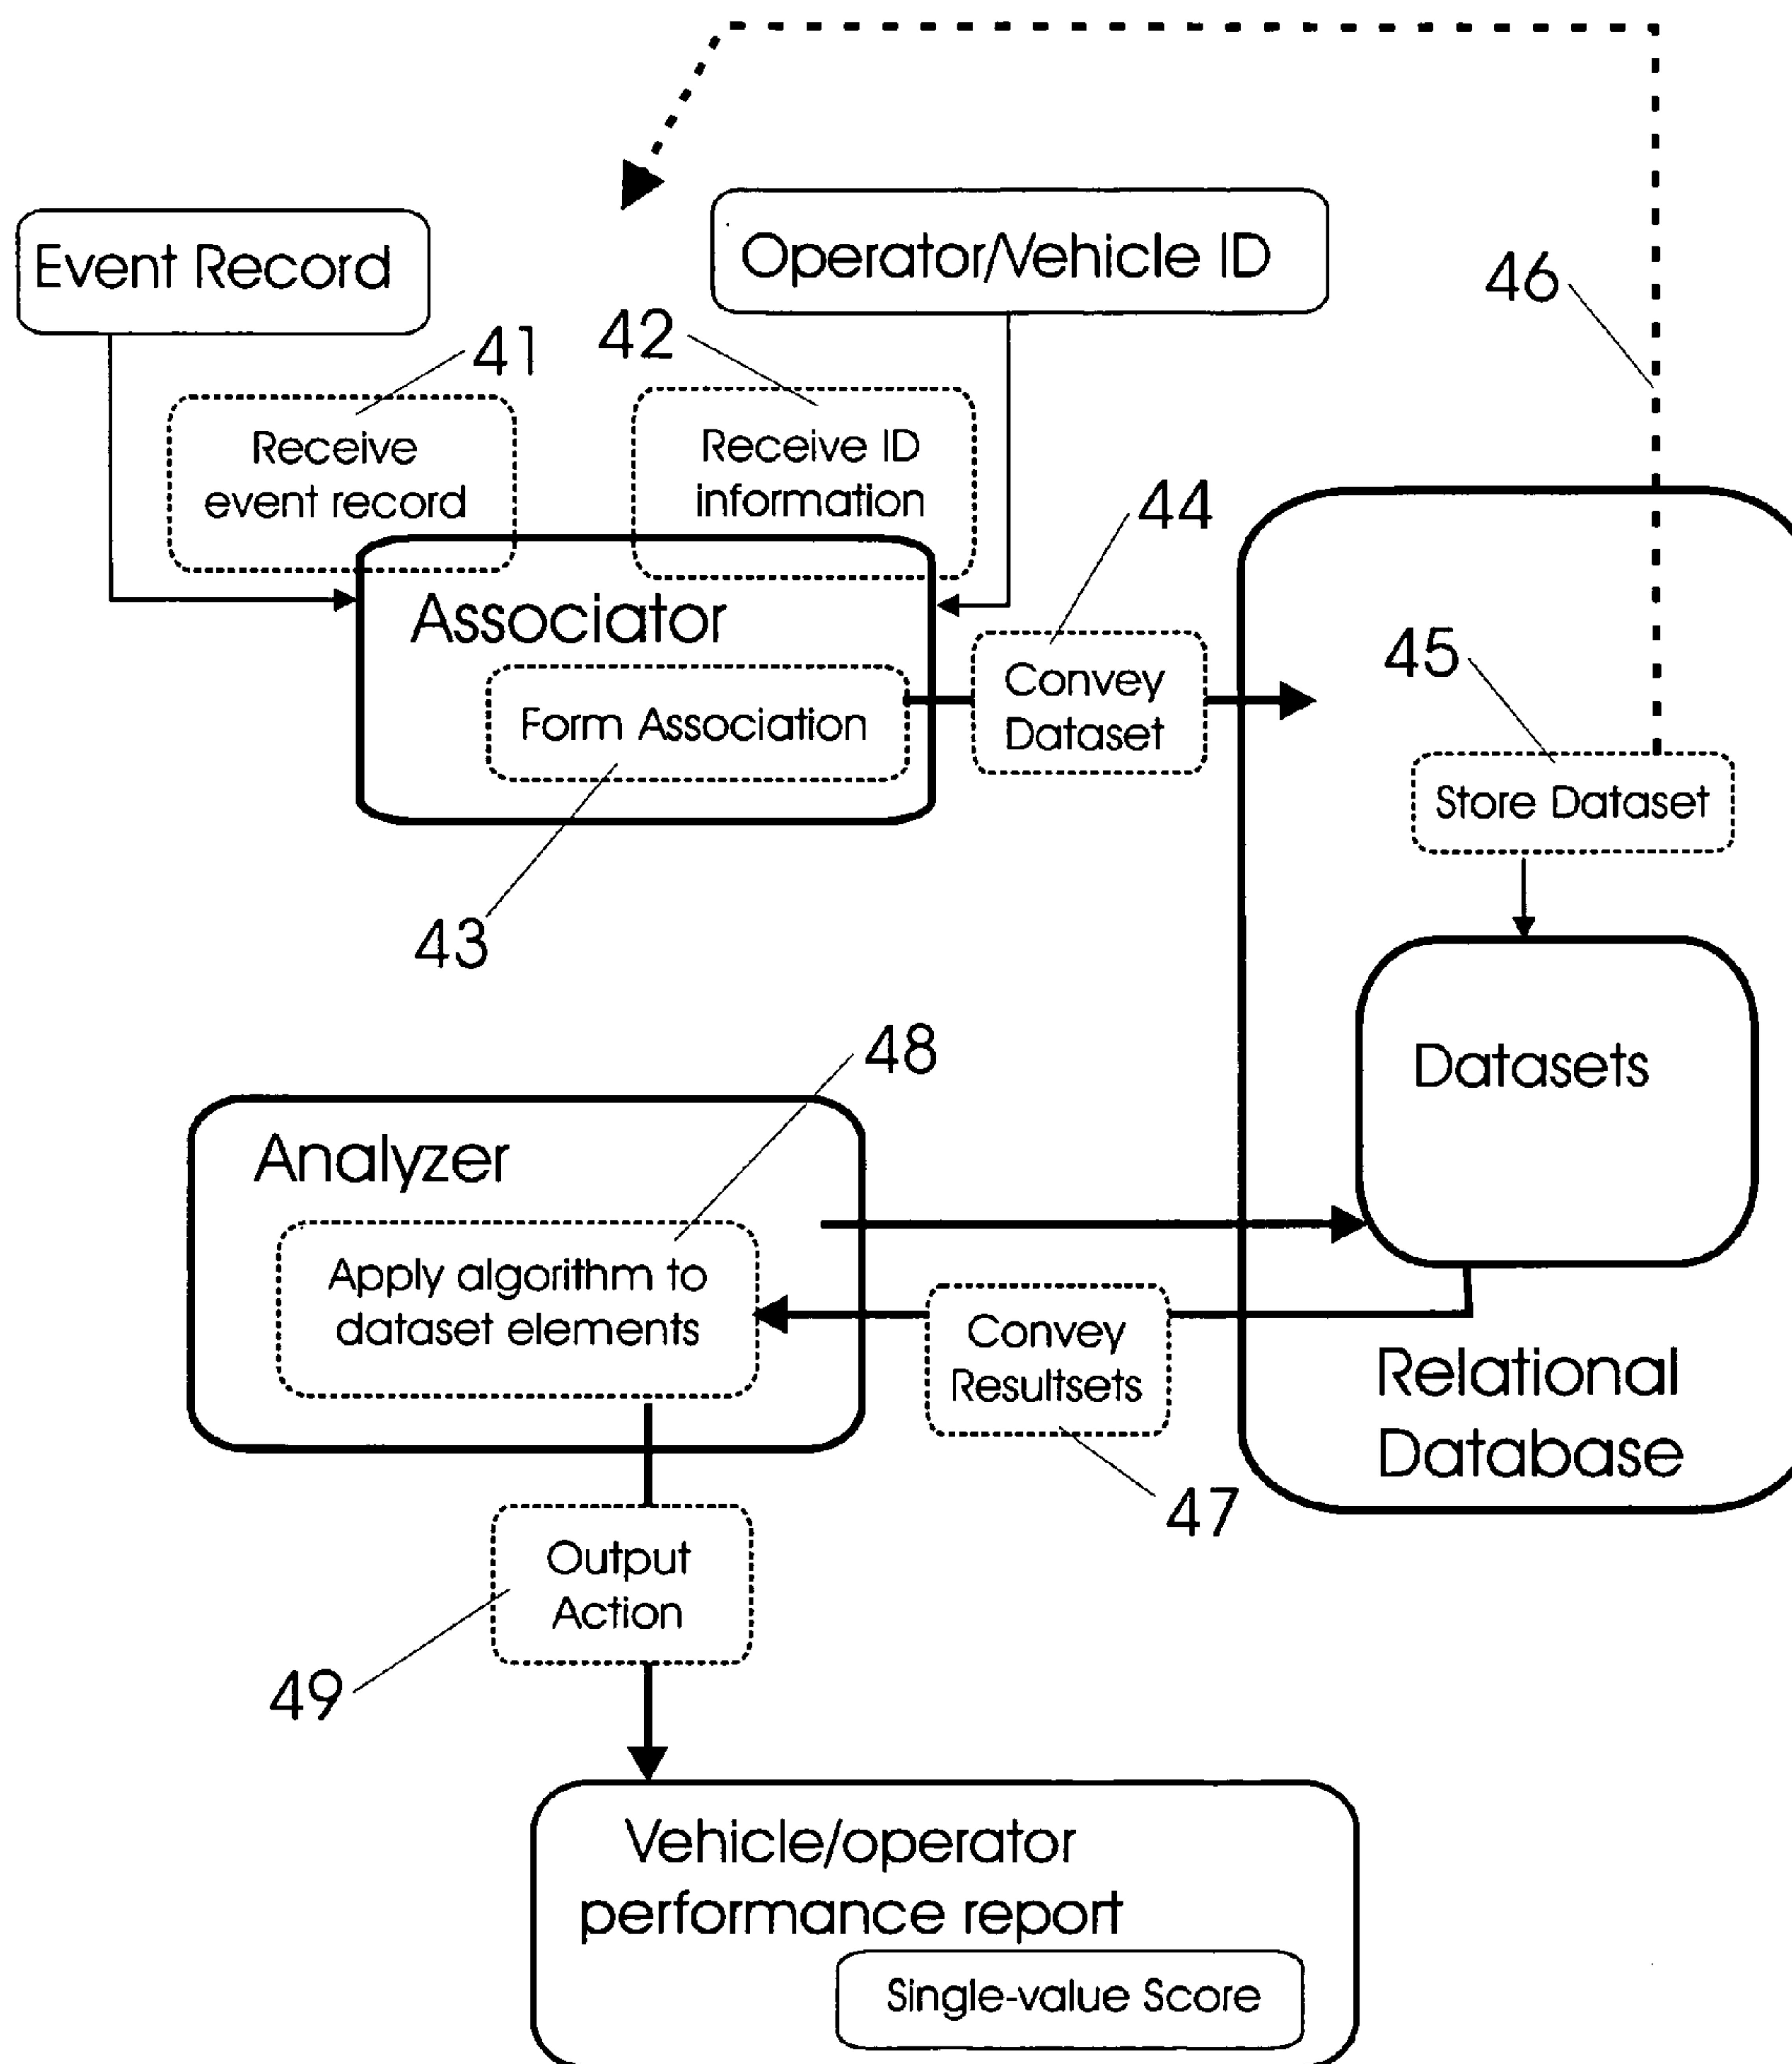 Event Record
Operator/Vehicle ID
46
41
42
Receive
event record
Receive ID
information
44
Associator
Form Association
Convey
Dataset
45
Store Dataset
43
Datasets
48
Analyzer
Apply algorithm to
dataset elements
Convey
Resultsets
Relational
Database
47
Output
Action
49
Vehicle/operator
performance report
Single-value Score